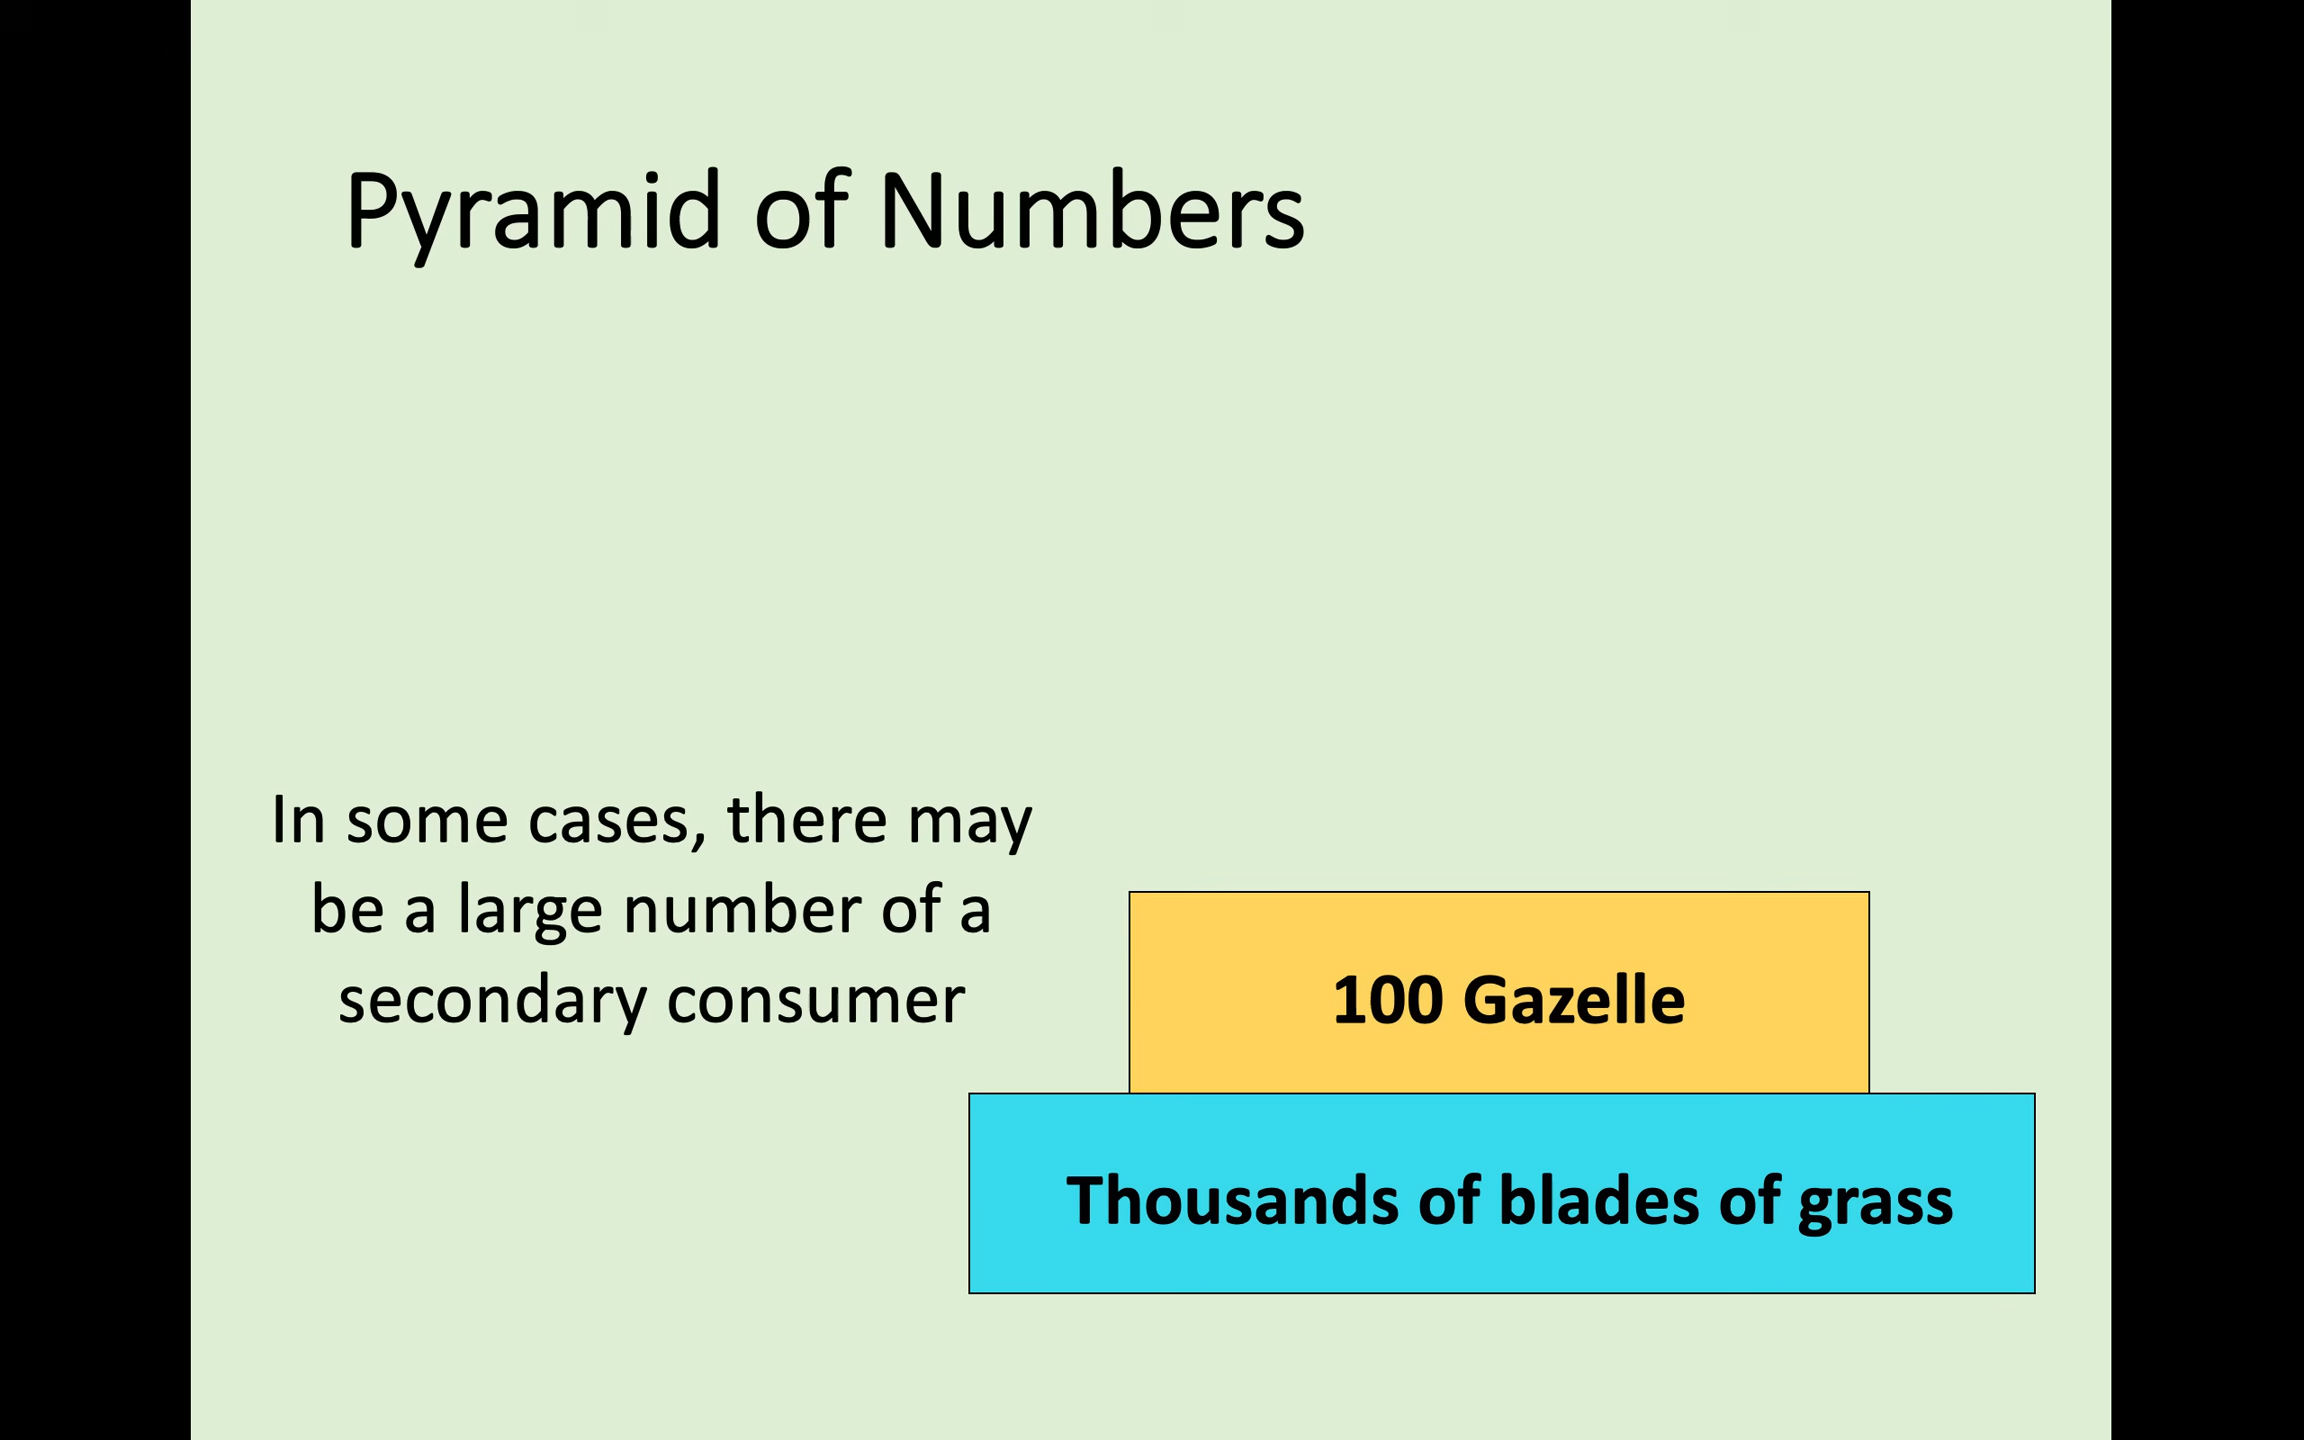 Pyramid of Numbers
In some cases, there may
be a large number of a
secondary consumer
100 Gazelle
Thousands of blades of grass